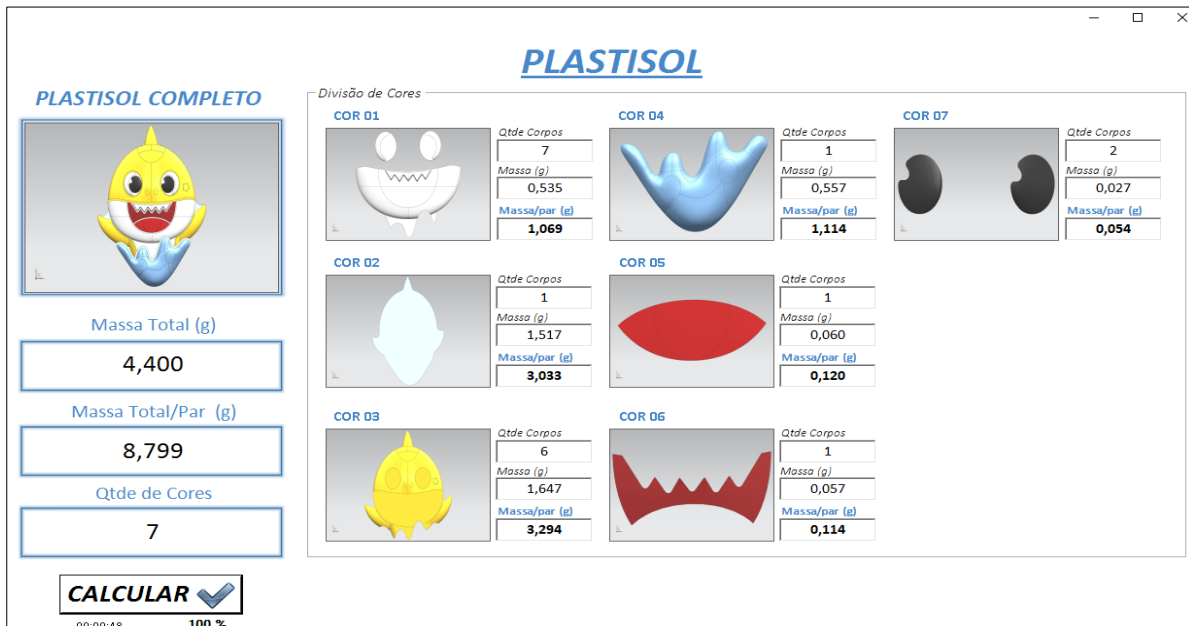 PLASTISOL
PLASTISOL COMPLETO
Massa Total (g)
4,400
Massa Total/Par (g)
8,799
Qtde de Cores
7
CALCULAR
00:00:48 100 %
Divisão de Cores
COR 01
Qtde Corpos
7
Massa (g)
0,535
Massa/par (g)
1,069
COR 02
Qtde Corpos
1
Massa (g)
1,517
Massa/par (g)
3,033
COR 03
Qtde Corpos
6
Massa (g)
1,647
Massa/par (g)
3,294
COR 04
Qtde Corpos
1
Massa (g)
0,557
Massa/par (g)
1,114
COR 05
Qtde Corpos
1
Massa (g)
0,060
Massa/par (g)
0,120
COR 06
Qtde Corpos
1
Massa (g)
0,057
Massa/par (g)
0,114
COR 07
Qtde Corpos
2
Massa (g)
0,027
Massa/par (g)
0,054